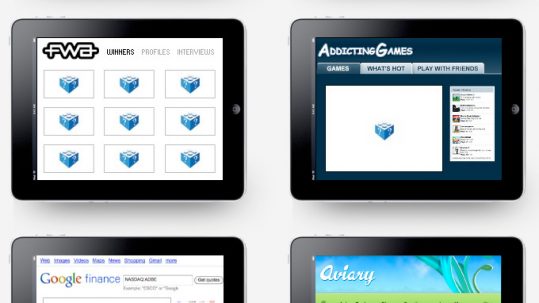 FWA WINNERS PROFILES INTERVIEWS
ADDICTINGGAMES
GAMES WHAT'S HOT PLAY WITH FRIENDS
Web Images Videos Maps News Shopping Gmail more
Google finance NASDAQ:ADBE Get quotes
Example: "CSCO" or "Google"
Aviary